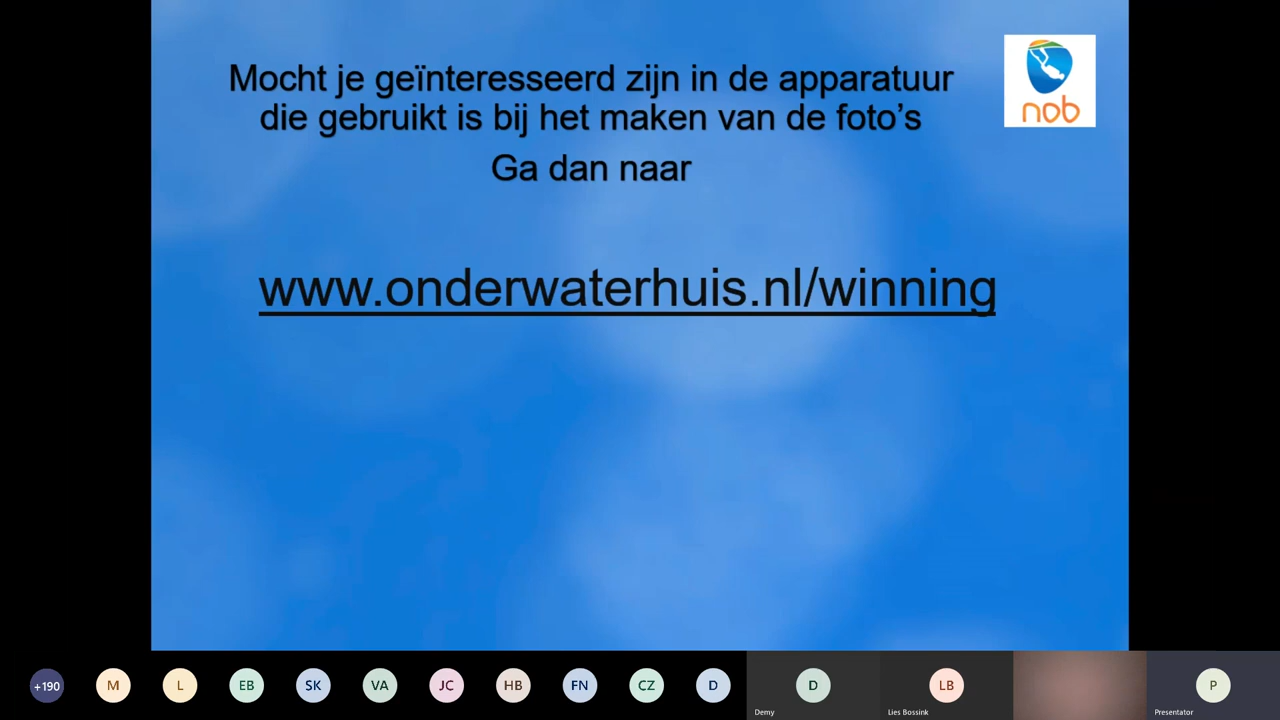 Mocht je geïnteresseerd zijn in de apparatuur
die gebruikt is bij het maken van de foto’s
Ga dan naar
nob
www.onderwaterhuis.nl/winning
+190
M
L
EB
SK
VA
JC
HB
FN
CZ
D
D
Demy
LB
Lies Bossink
P
Presentator